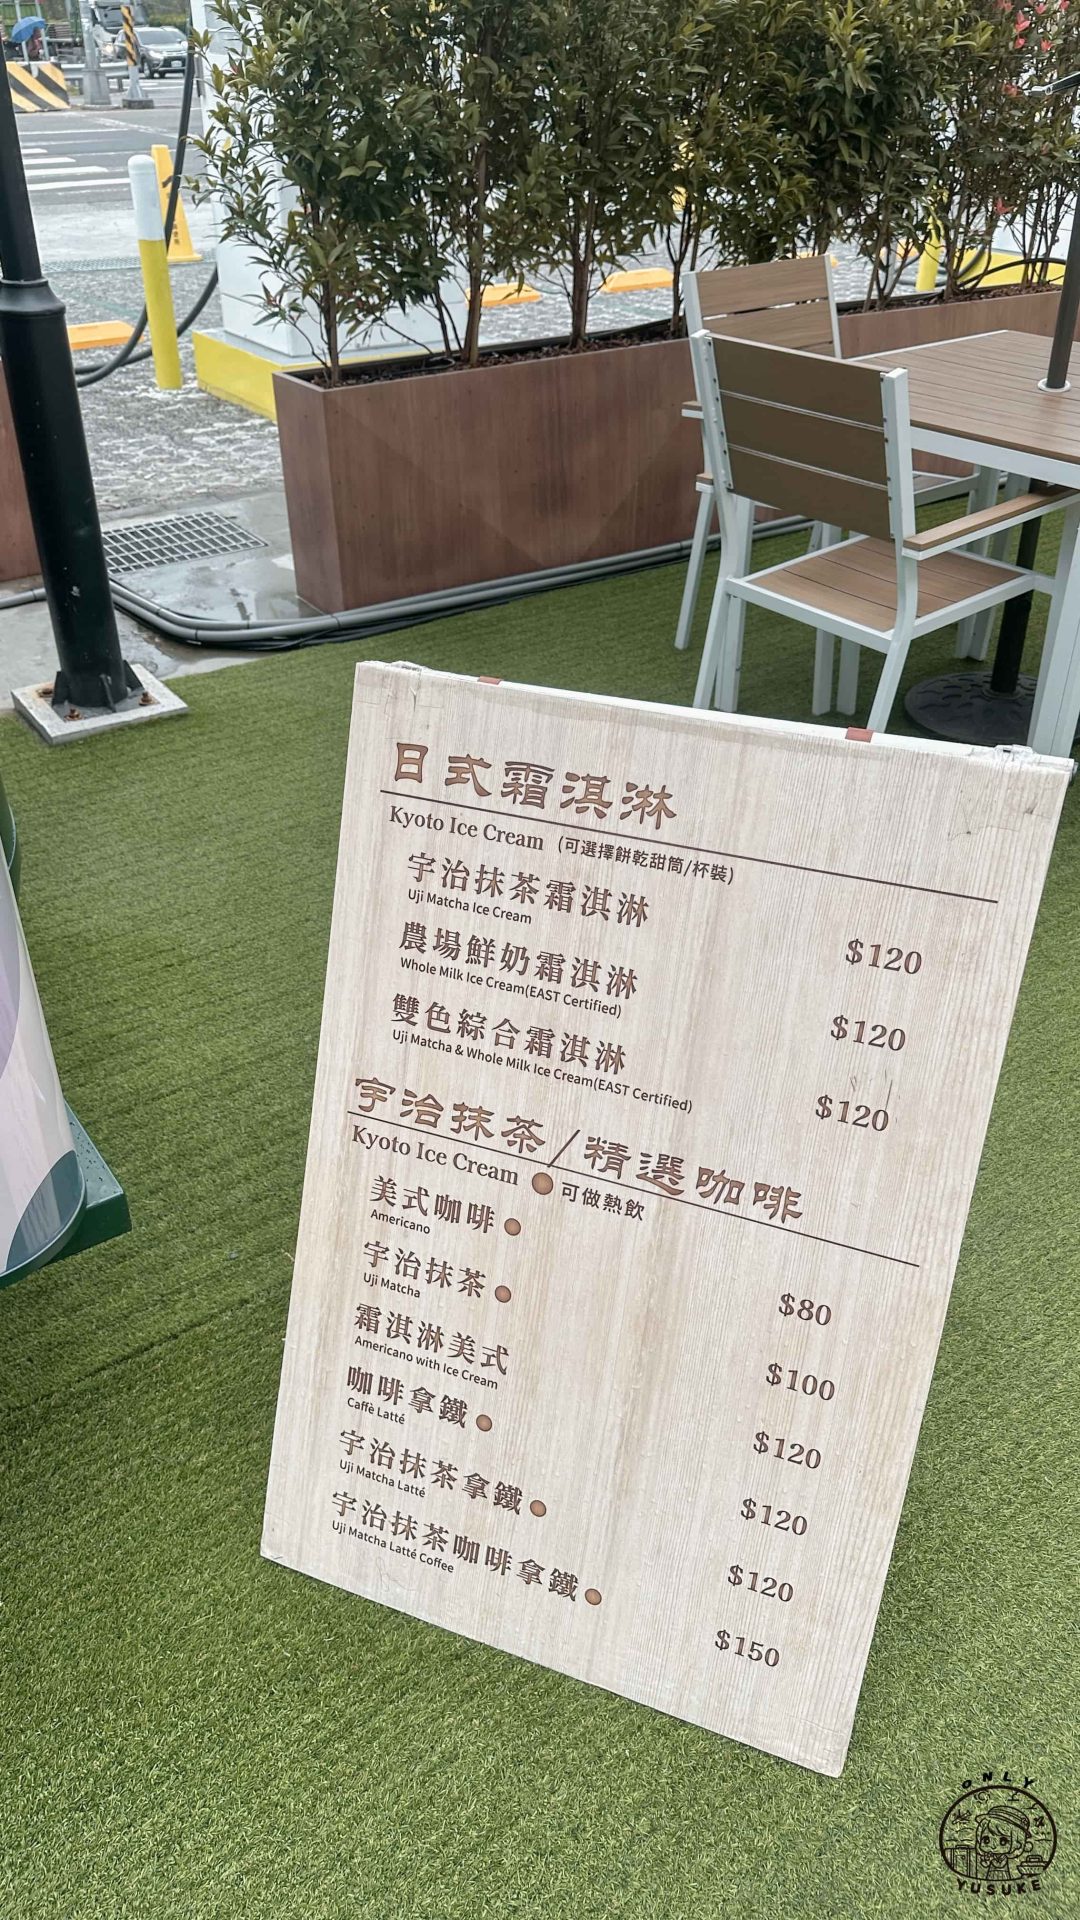 日式霜淇淋
Kyoto Ice Cream (可選擇餅乾甜筒/杯裝)
宇治抹茶霜淇淋
Uji Matcha Ice Cream
$120
農場鮮奶霜淇淋
Whole Milk Ice Cream(EAST Certified)
$120
雙色綜合霜淇淋
Uji Matcha & Whole Milk Ice Cream(EAST Certified)
$120
宇治抹茶/精選咖啡
Kyoto Ice Cream 可做熱飲
美式咖啡
Americano
$80
宇治抹茶
Uji Matcha
$100
霜淇淋美式
Americano with Ice Cream
$120
咖啡拿鐵
Caffè Latté
$120
宇治抹茶拿鐵
Uji Matcha Latté
$120
宇治抹茶咖啡拿鐵
Uji Matcha Latté Coffee
$150
ONLY
YUSUKE